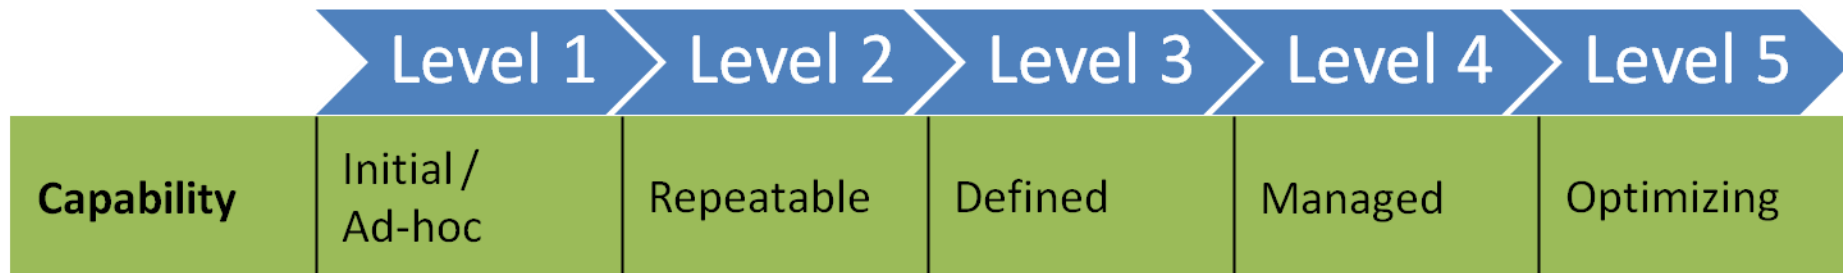 Level 1 Level 2 Level 3 Level 4 Level 5
Capability Initial / Ad-hoc Repeatable Defined Managed Optimizing